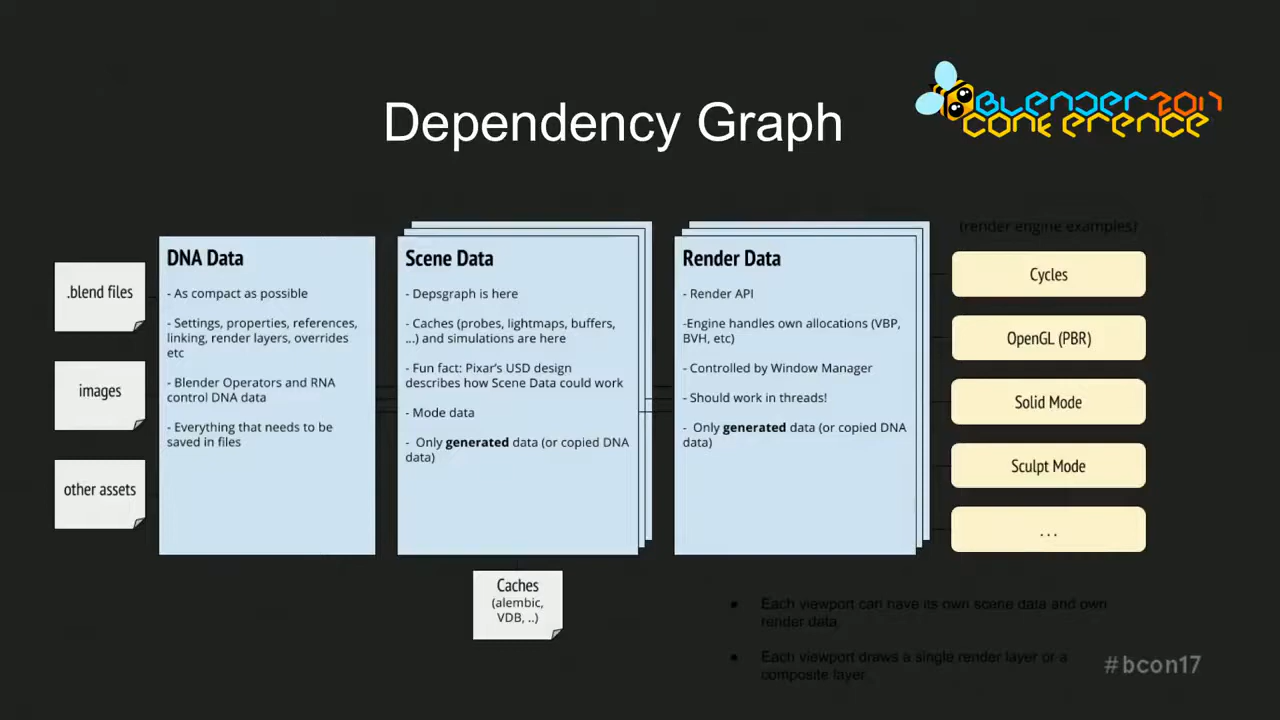 Dependency Graph
BLENDER2017
CONFERENCE
.blend files
images
other assets
DNA Data
- As compact as possible
- Settings, properties, references,
linking, render layers, overrides
etc
- Blender Operators and RNA
control DNA data
- Everything that needs to be
saved in files
Scene Data
- Depsgraph is here
- Caches (probes, lightmaps, buffers,
...) and simulations are here
- Fun fact: Pixar's USD design
describes how Scene Data could work
- Mode data
- Only generated data (or copied DNA
data)
Caches
(alembic,
VDB, ..)
Render Data
- Render API
-Engine handles own allocations (VBP,
BVH, etc)
- Controlled by Window Manager
- Should work in threads!
- Only generated data (or copied DNA
data)
(render engine examples)
Cycles
OpenGL (PBR)
Solid Mode
Sculpt Mode
...
● Each viewport can have its own scene data and own
render data
● Each viewport draws a single render layer or a
composite layer
#bcon17